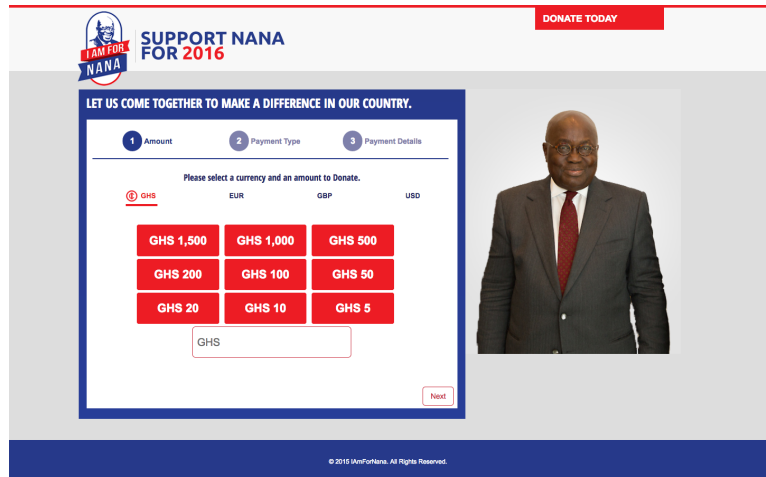 DONATE TODAY
I AM FOR
NANA
SUPPORT NANA
FOR 2016
LET US COME TOGETHER TO MAKE A DIFFERENCE IN OUR COUNTRY.
1 Amount 2 Payment Type 3 Payment Details
Please select a currency and an amount to Donate.
₵ GHS EUR GBP USD
GHS 1,500 GHS 1,000 GHS 500
GHS 200 GHS 100 GHS 50
GHS 20 GHS 10 GHS 5
GHS
Next
© 2015 IAmForNana. All Rights Reserved.